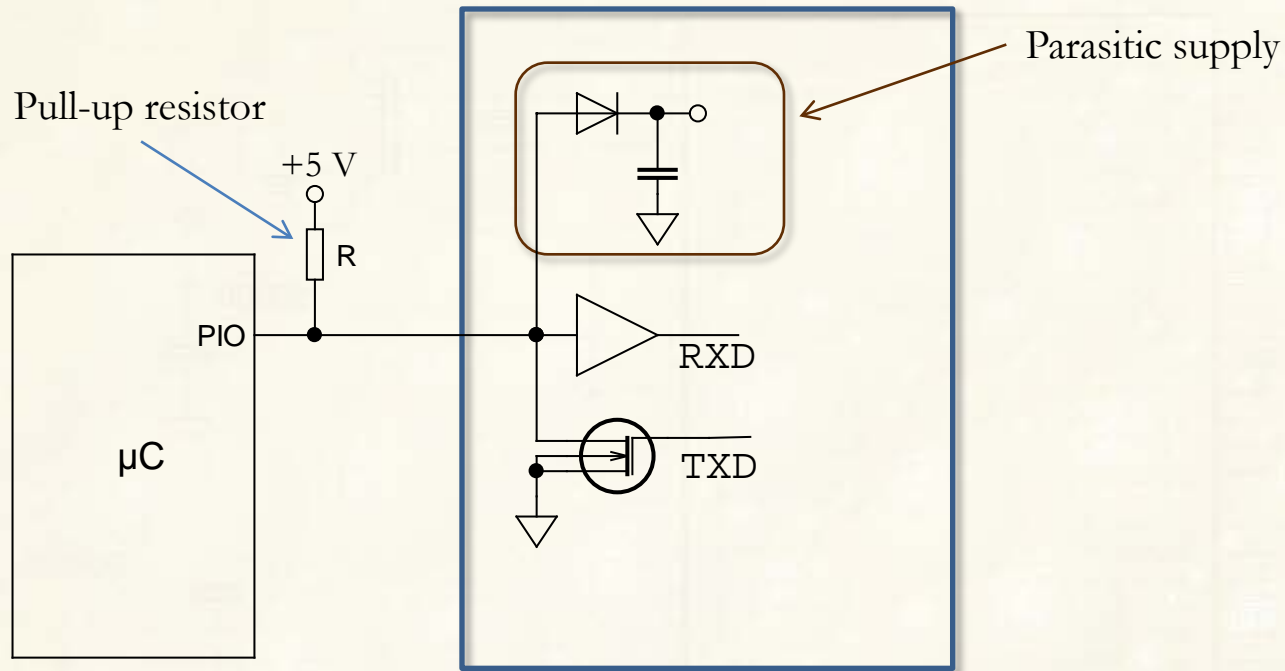 Parasitic supply
Pull-up resistor
+5 V
R
PIO
RXD
µC
TXD